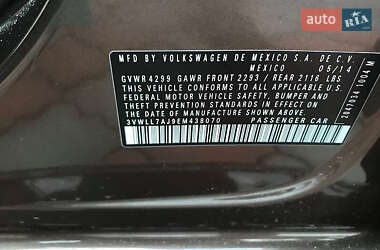 AUTO RIA
MFD BY VOLKSWAGEN DE MEXICO S.A. DE C.V.
MEXICO 05/14
GVWR 4299 GAWR FRONT 2293 / REAR 2116 LBS
THIS VEHICLE CONFORMS TO ALL APPLICABLE U.S.
FEDERAL MOTOR VEHICLE SAFETY, BUMPER AND
THEFT PREVENTION STANDARDS IN EFFECT ON THE
DATE OF MANUFACTURE SHOWN ABOVE.
3VWLL7AJ9EM438070 PASSENGER CAR
2847034 1004 M